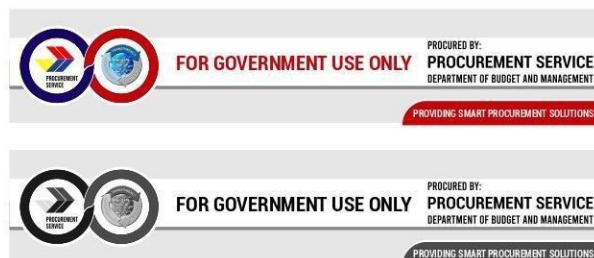 PROCUREMENT
SERVICE
FOR GOVERNMENT USE ONLY
PROCURED BY:
PROCUREMENT SERVICE
DEPARTMENT OF BUDGET AND MANAGEMENT
PROVIDING SMART PROCUREMENT SOLUTIONS
PROCUREMENT
SERVICE
FOR GOVERNMENT USE ONLY
PROCURED BY:
PROCUREMENT SERVICE
DEPARTMENT OF BUDGET AND MANAGEMENT
PROVIDING SMART PROCUREMENT SOLUTIONS